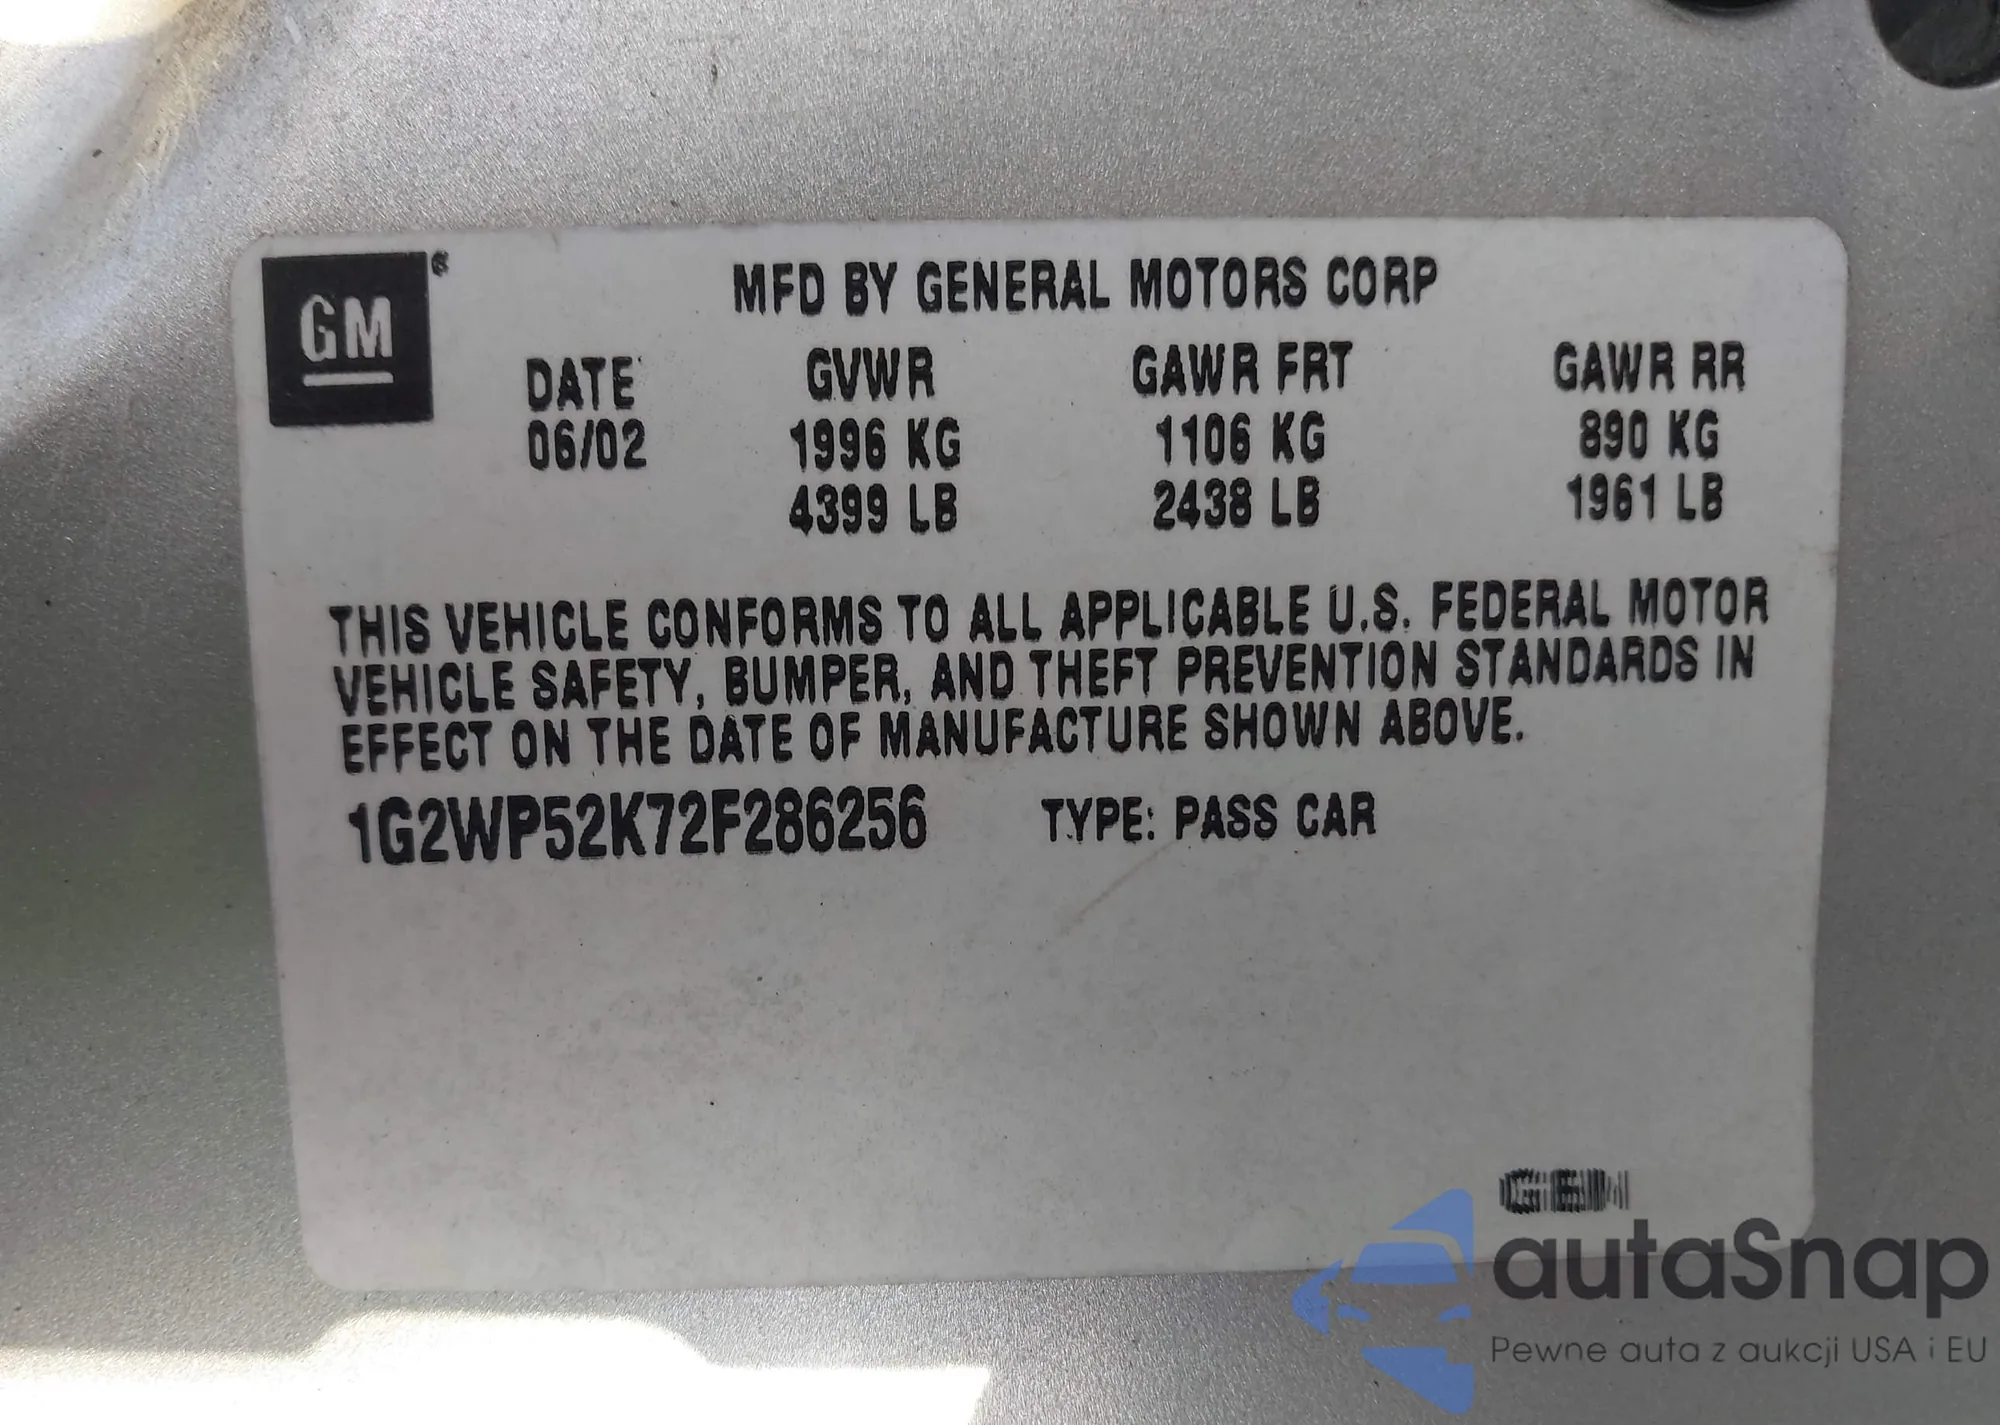 GM
MFD BY GENERAL MOTORS CORP
DATE GVWR GAWR FRT GAWR RR
06/02 1996 KG 1106 KG 890 KG
4399 LB 2438 LB 1961 LB
THIS VEHICLE CONFORMS TO ALL APPLICABLE U.S. FEDERAL MOTOR
VEHICLE SAFETY, BUMPER, AND THEFT PREVENTION STANDARDS IN
EFFECT ON THE DATE OF MANUFACTURE SHOWN ABOVE.
1G2WP52K72F286256 TYPE: PASS CAR
autaSnap
Pewne auta z aukcji USA i EU